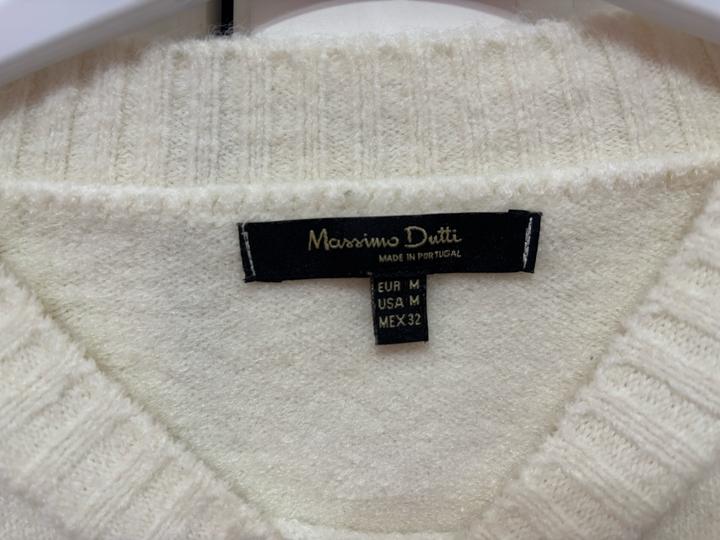 Massimo Dutti
MADE IN PORTUGAL
EUR M
USA M
MEX 32